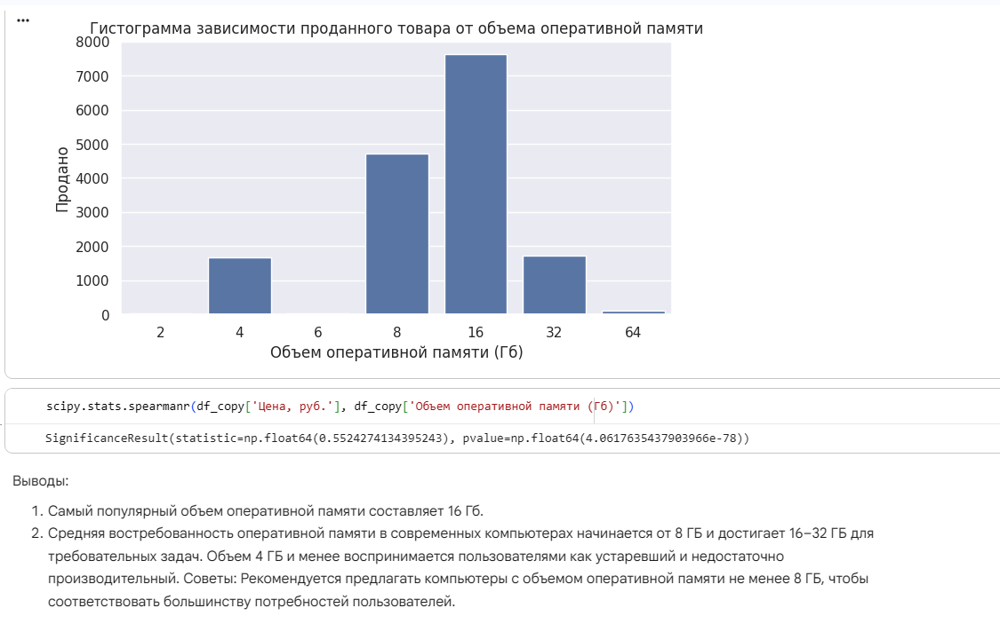 •••
Гистограмма зависимости проданного товара от объема оперативной памяти
8000
7000
6000
5000
4000
3000
2000
1000
0
Продано
2 4 6 8 16 32 64
Объем оперативной памяти (Гб)
scipy.stats.spearmanr(df_copy['Цена, руб.'], df_copy['Объем оперативной памяти (Гб)'])
SignificanceResult(statistic=np.float64(0.5524274134395243), pvalue=np.float64(4.0617635437903966e-78))
Выводы:
1. Самый популярный объем оперативной памяти составляет 16 Гб.
2. Средняя востребованность оперативной памяти в современных компьютерах начинается от 8 ГБ и достигает 16–32 ГБ для
требовательных задач. Объем 4 ГБ и менее воспринимается пользователями как устаревший и недостаточно
производительный. Советы: Рекомендуется предлагать компьютеры с объемом оперативной памяти не менее 8 ГБ, чтобы
соответствовать большинству потребностей пользователей.